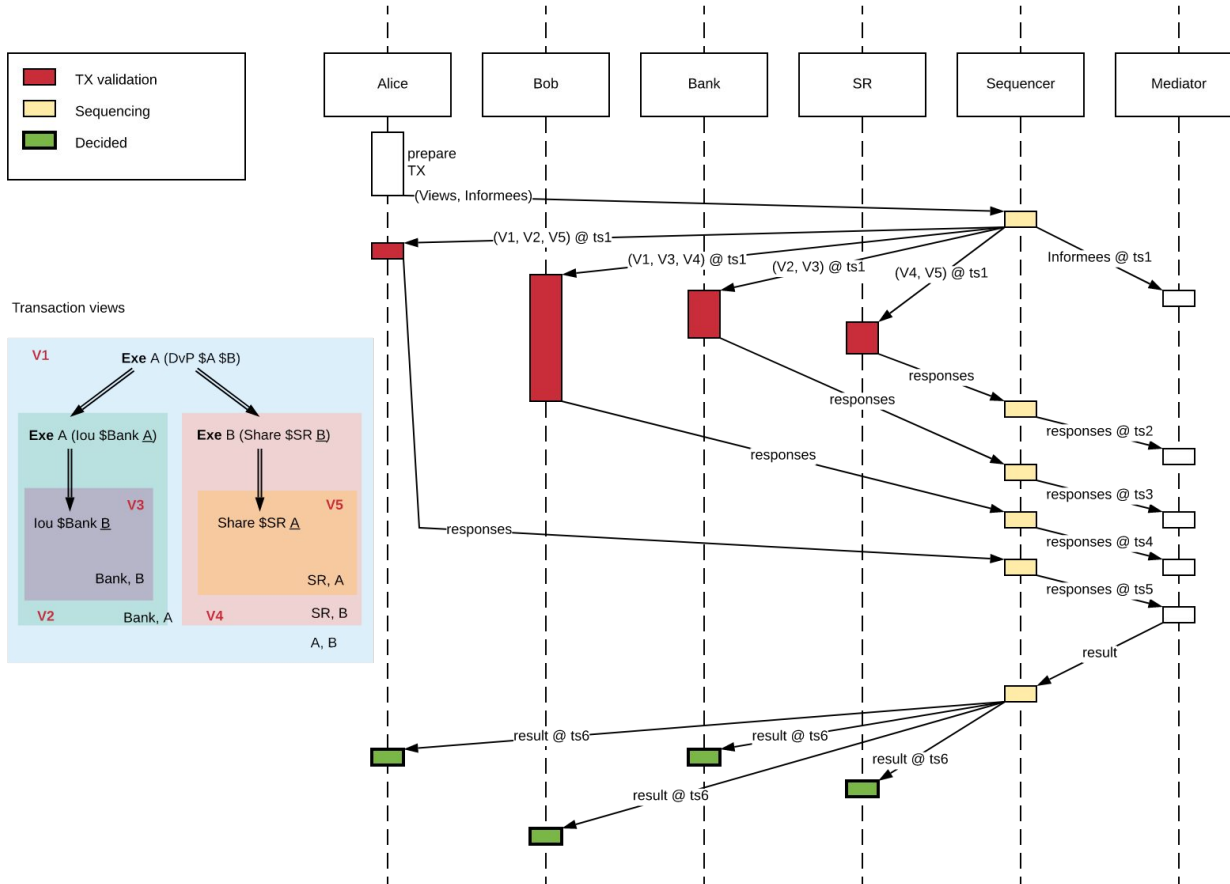 TX validation
Sequencing
Decided
Alice
Bob
Bank
SR
Sequencer
Mediator
prepare
TX
(Views, Informees)
(V1, V2, V5) @ ts1
(V1, V3, V4) @ ts1
(V2, V3) @ ts1
(V4, V5) @ ts1
Informees @ ts1
responses
responses @ ts2
responses
responses @ ts3
responses
responses @ ts4
responses
responses @ ts5
result
result @ ts6
result @ ts6
result @ ts6
result @ ts6
Transaction views
V1
Exe A (DvP $A $B)
Exe A (Iou $Bank A)
Exe B (Share $SR B)
V3
Iou $Bank B
Bank, B
V5
Share $SR A
SR, A
V2
Bank, A
V4
SR, B
A, B